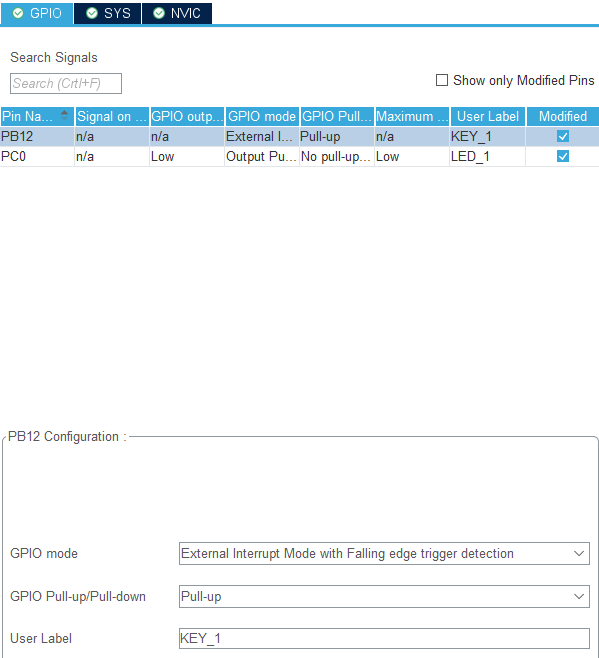 GPIO SYS NVIC
Search Signals
Search (Crtl+F)
Show only Modified Pins
Pin Na... Signal on ... GPIO outp... GPIO mode GPIO Pull... Maximum ... User Label Modified
PB12 n/a n/a External I... Pull-up n/a KEY_1
PC0 n/a Low Output Pu... No pull-up... Low LED_1
PB12 Configuration :
GPIO mode External Interrupt Mode with Falling edge trigger detection
GPIO Pull-up/Pull-down Pull-up
User Label KEY_1